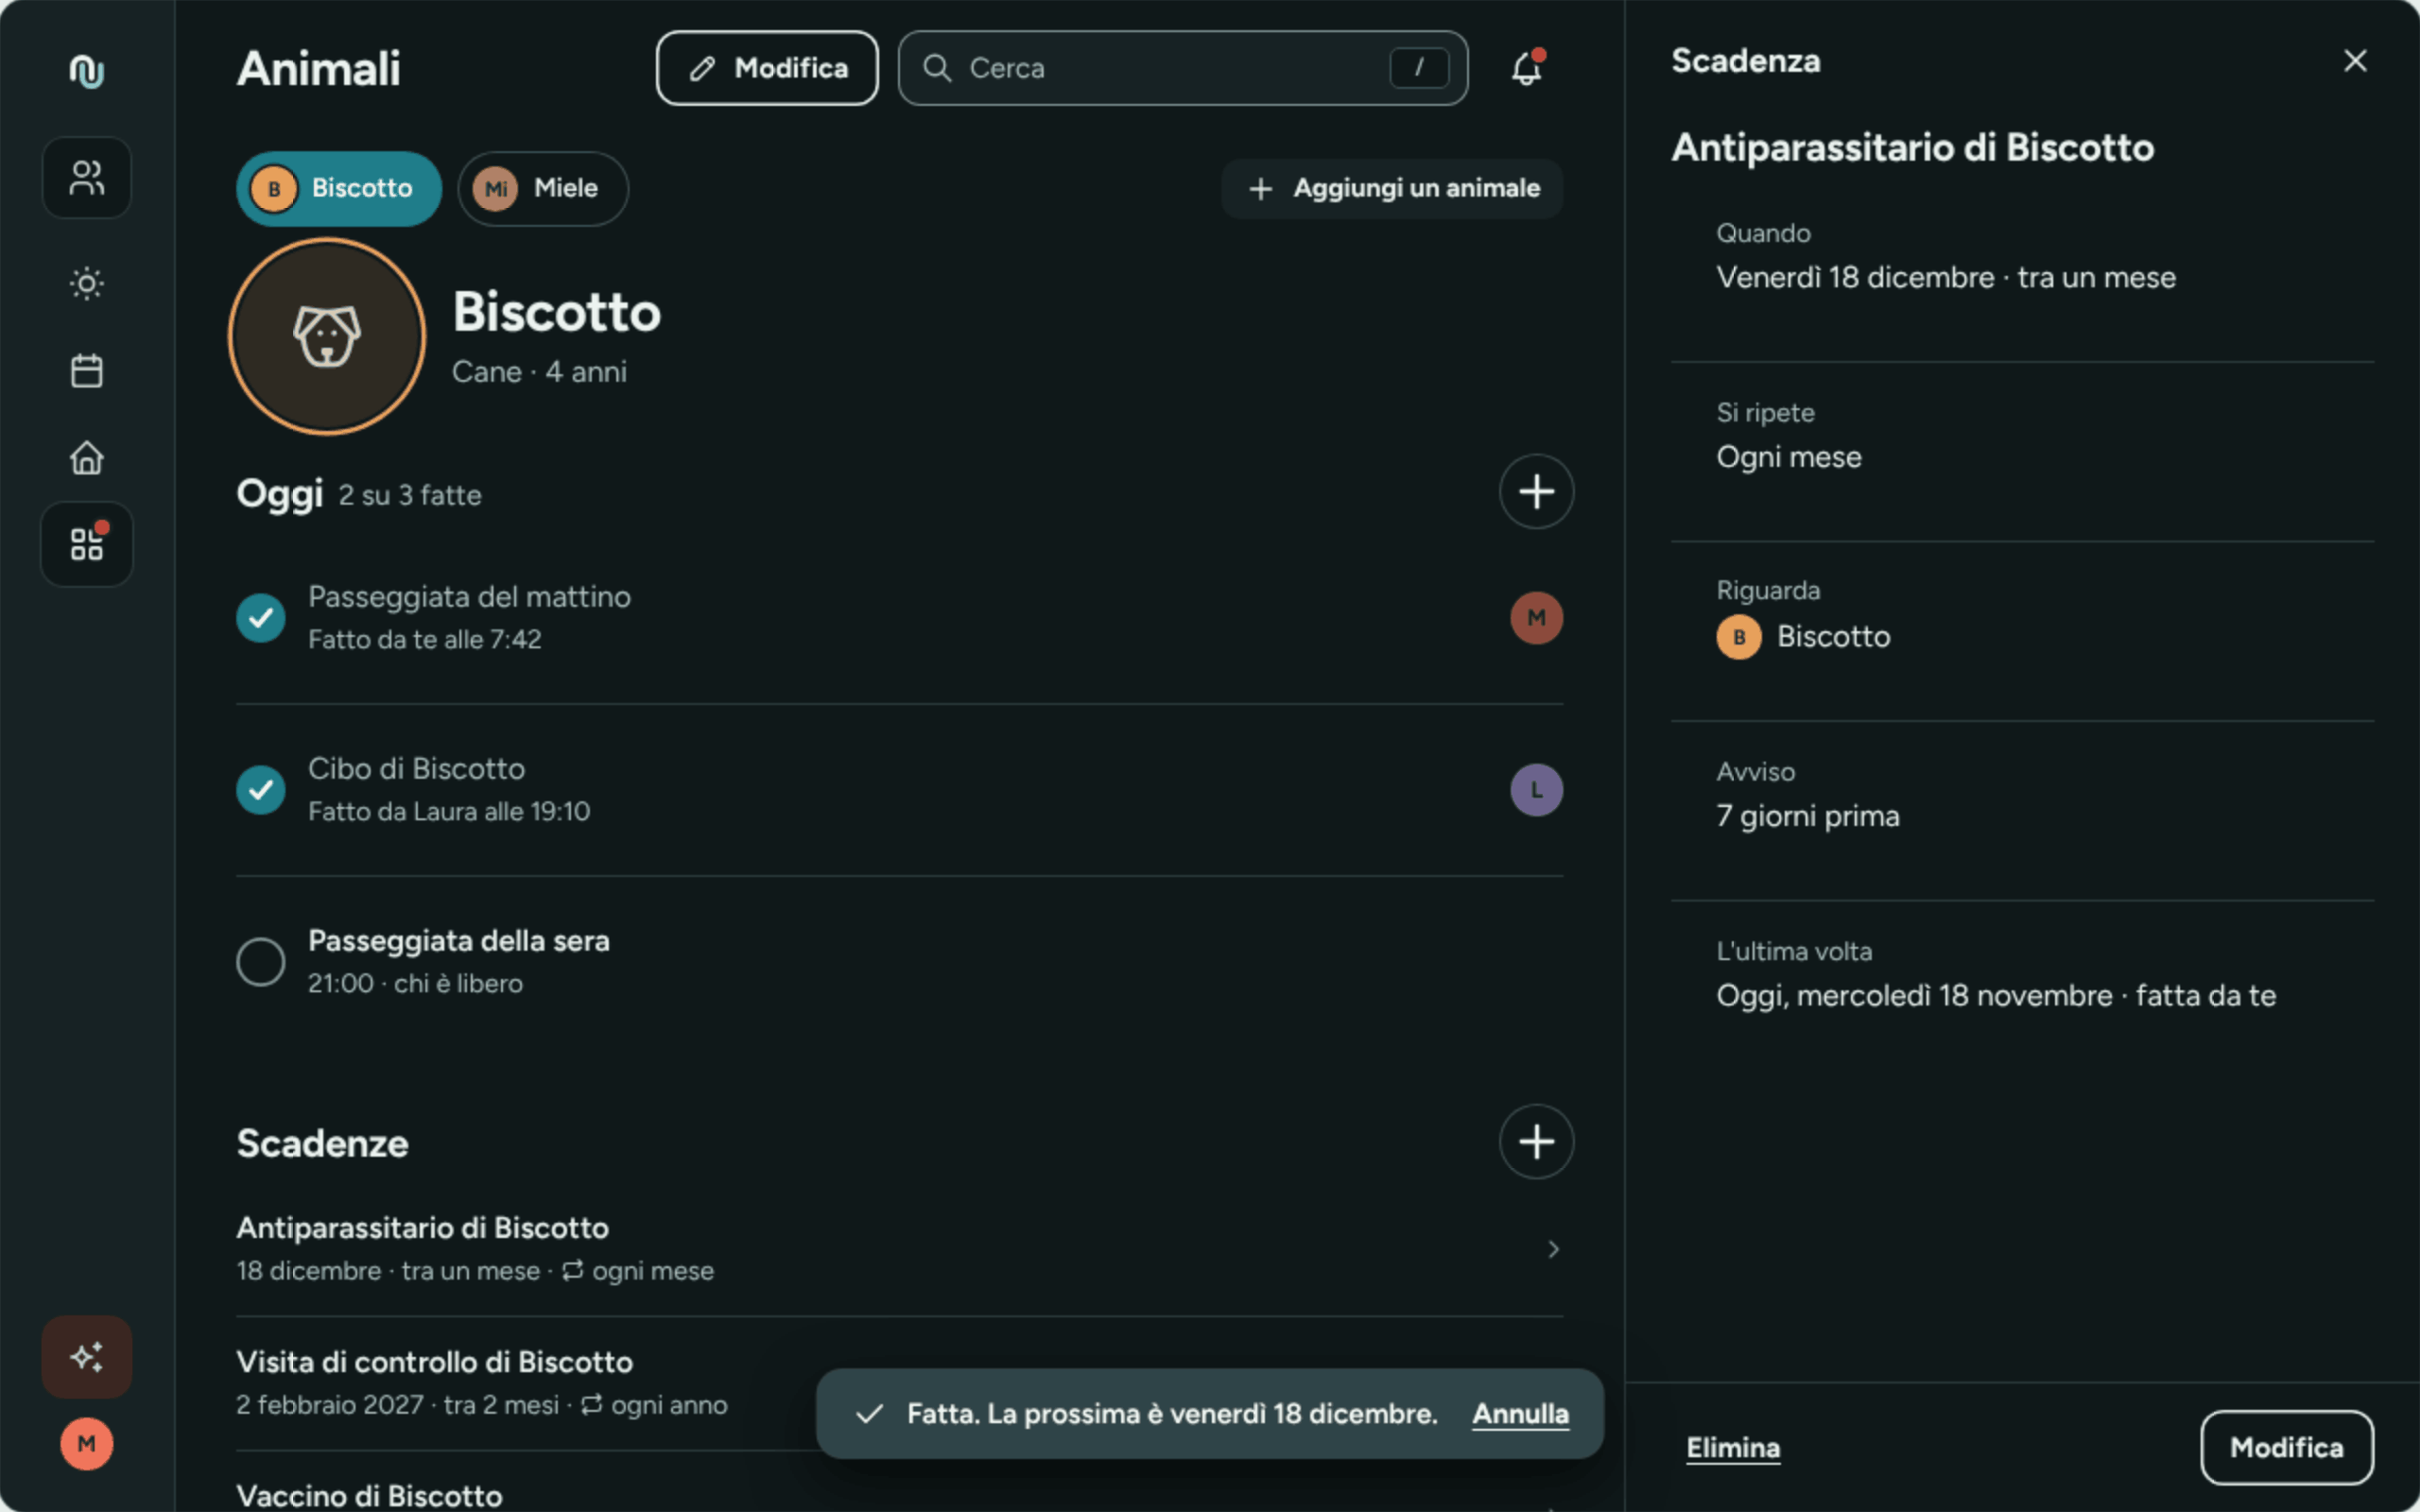 Animali
Modifica
Cerca
/
B
Biscotto
Mi
Miele
Aggiungi un animale
Biscotto
Cane · 4 anni
Oggi 2 su 3 fatte
Passeggiata del mattino
Fatto da te alle 7:42
M
Cibo di Biscotto
Fatto da Laura alle 19:10
L
Passeggiata della sera
21:00 · chi è libero
Scadenze
Antiparassitario di Biscotto
18 dicembre · tra un mese · ogni mese
Visita di controllo di Biscotto
2 febbraio 2027 · tra 2 mesi · ogni anno
Vaccino di Biscotto
Fatta. La prossima è venerdì 18 dicembre. Annulla
M
Scadenza
Antiparassitario di Biscotto
Quando
Venerdì 18 dicembre · tra un mese
Si ripete
Ogni mese
Riguarda
B
Biscotto
Avviso
7 giorni prima
L'ultima volta
Oggi, mercoledì 18 novembre · fatta da te
Elimina
Modifica